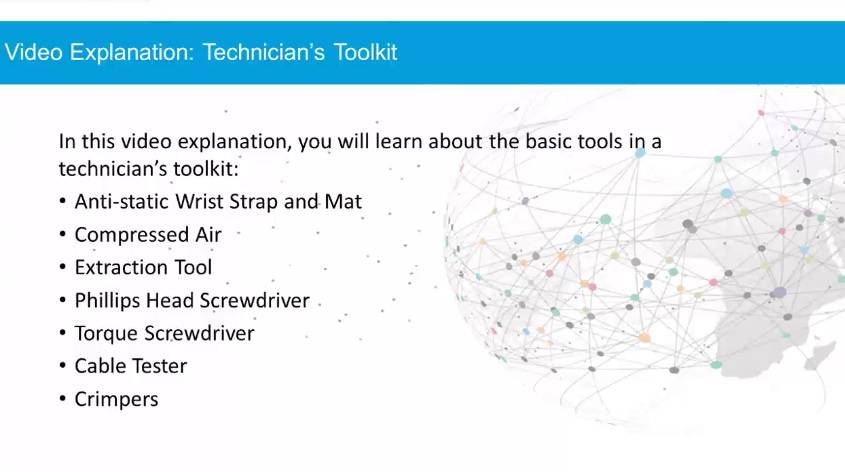 Video Explanation: Technician's Toolkit
In this video explanation, you will learn about the basic tools in a
technician's toolkit:
• Anti-static Wrist Strap and Mat
• Compressed Air
• Extraction Tool
• Phillips Head Screwdriver
• Torque Screwdriver
• Cable Tester
• Crimpers